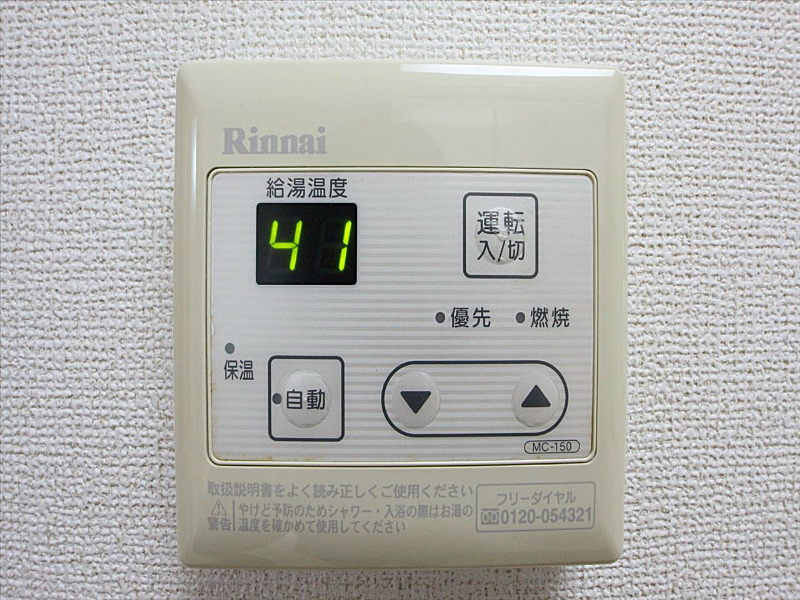 Rinnai
給湯温度
41
運転
入/切
優先 燃焼
保温
自動
MC-150
取扱説明書をよく読み正しくご使用ください
警告 やけど予防のためシャワー・入浴の際はお湯の
温度を確かめて使用してください
フリーダイヤル
0120-054321